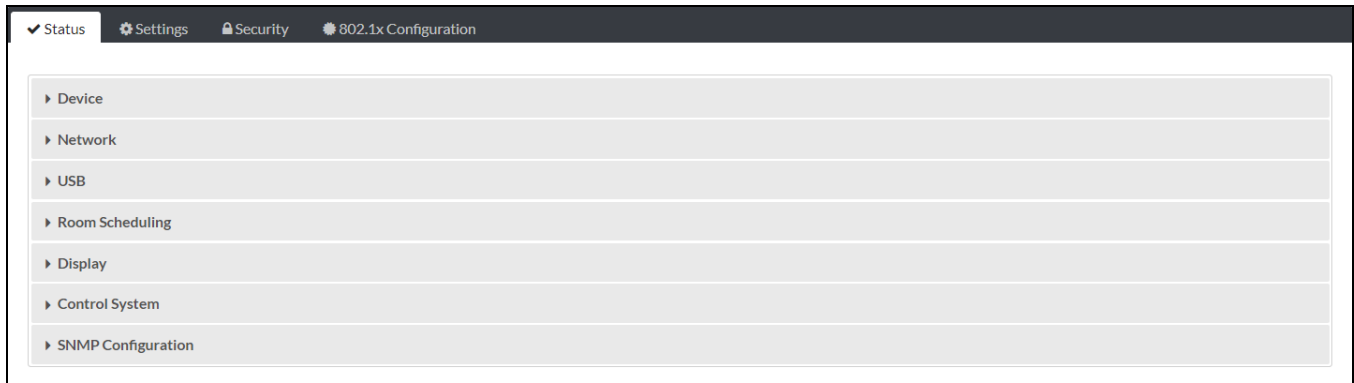 Status Settings Security 802.1x Configuration
Device
Network
USB
Room Scheduling
Display
Control System
SNMP Configuration